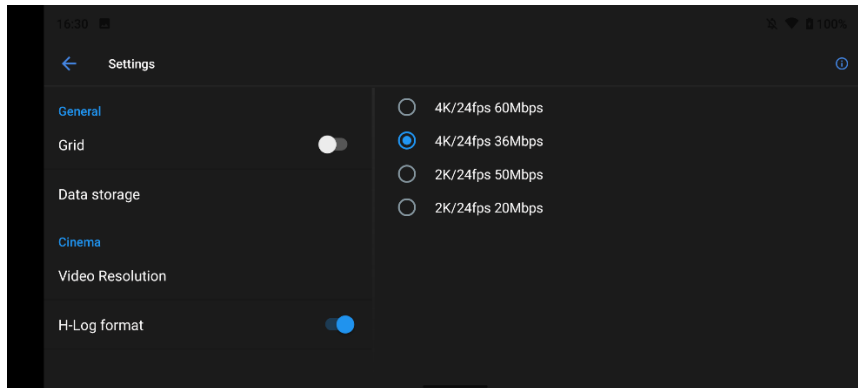 16:30
100%
Settings
General
Grid
Data storage
Cinema
Video Resolution
H-Log format
4K/24fps 60Mbps
4K/24fps 36Mbps
2K/24fps 50Mbps
2K/24fps 20Mbps